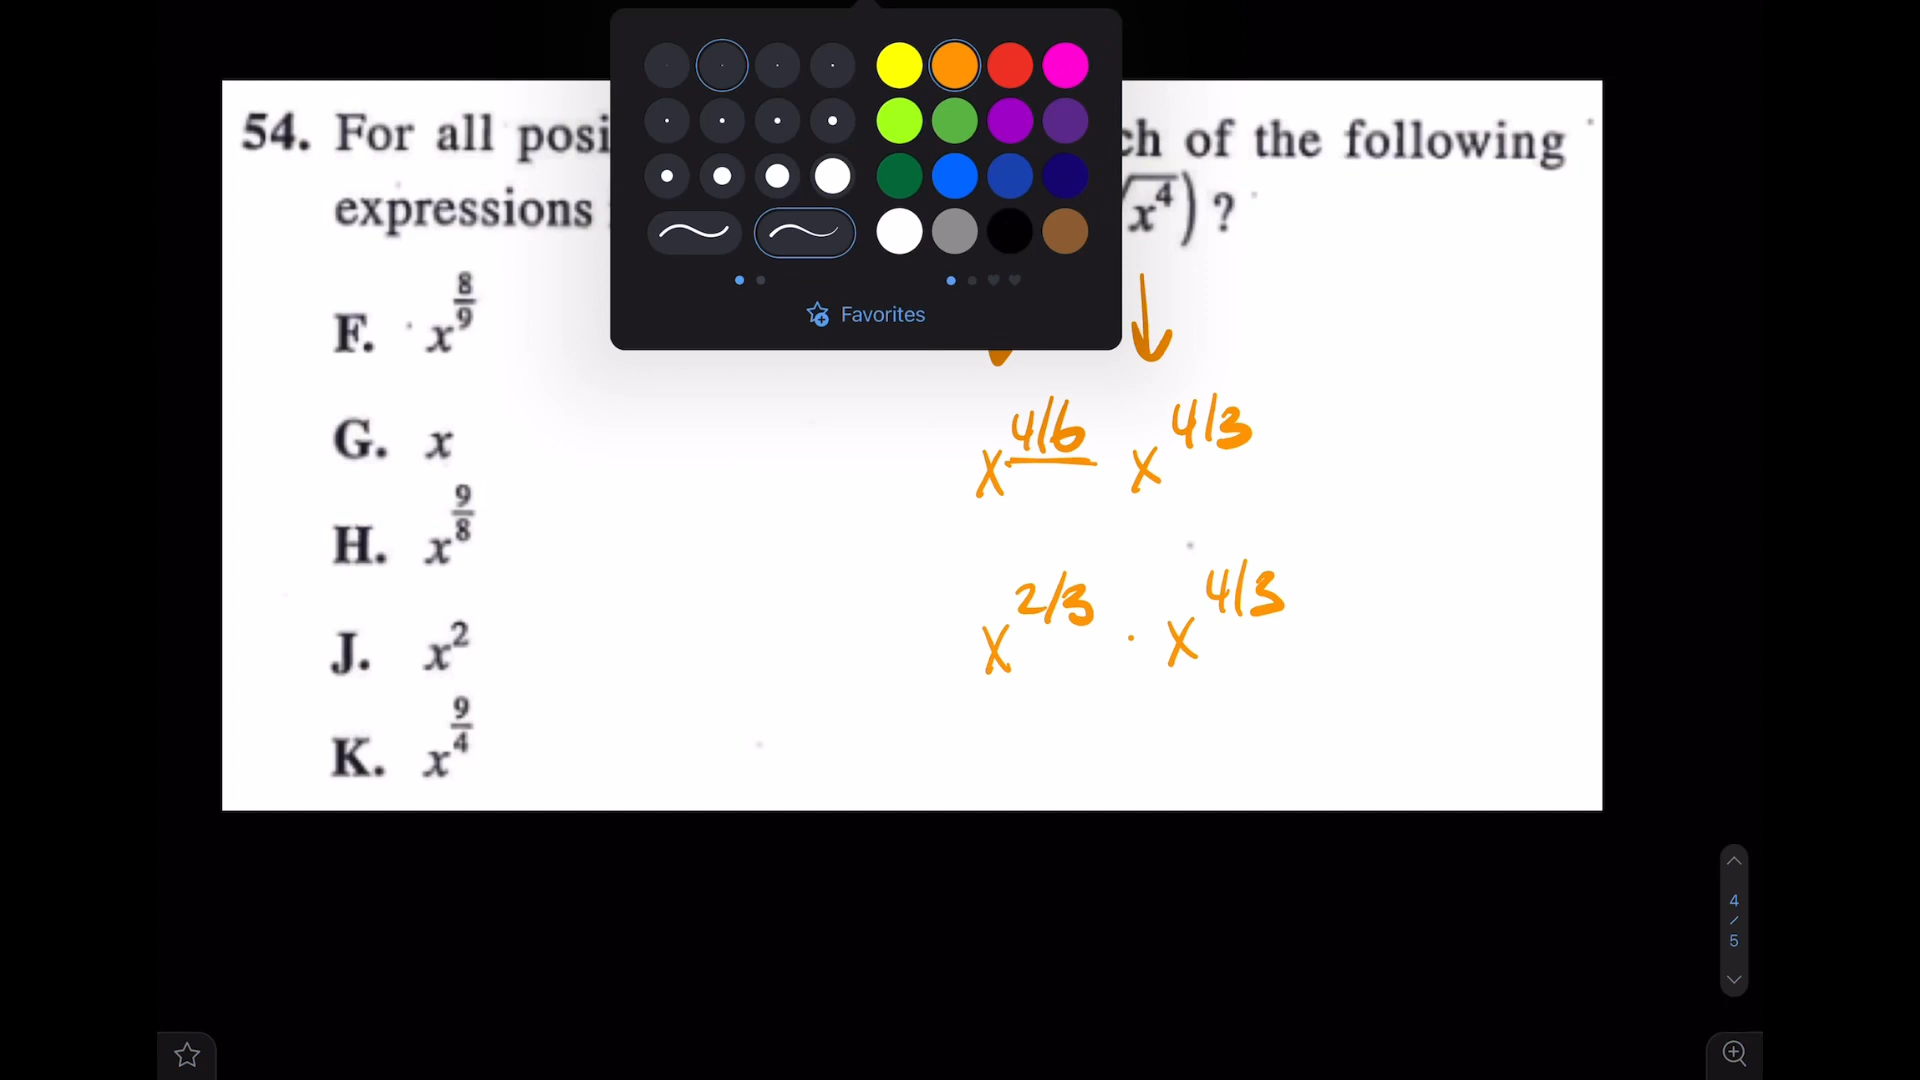 54. For all posi ch of the following
expressions x⁴) ?
Favorites
F. x^8/9
G. x
H. x^9/8
J. x²
K. x^9/4
x^4/6 x^4/3
x^2/3 · x^4/3
4
/
5